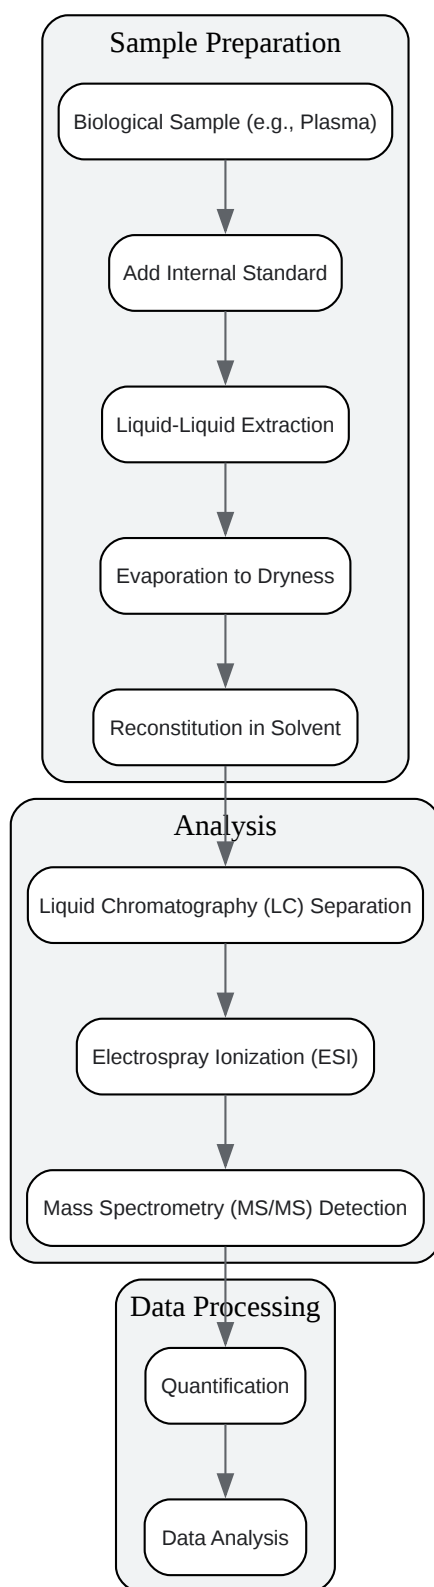 Sample Preparation
Biological Sample (e.g., Plasma)
Add Internal Standard
Liquid-Liquid Extraction
Evaporation to Dryness
Reconstitution in Solvent
Analysis
Liquid Chromatography (LC) Separation
Electrospray Ionization (ESI)
Mass Spectrometry (MS/MS) Detection
Data Processing
Quantification
Data Analysis